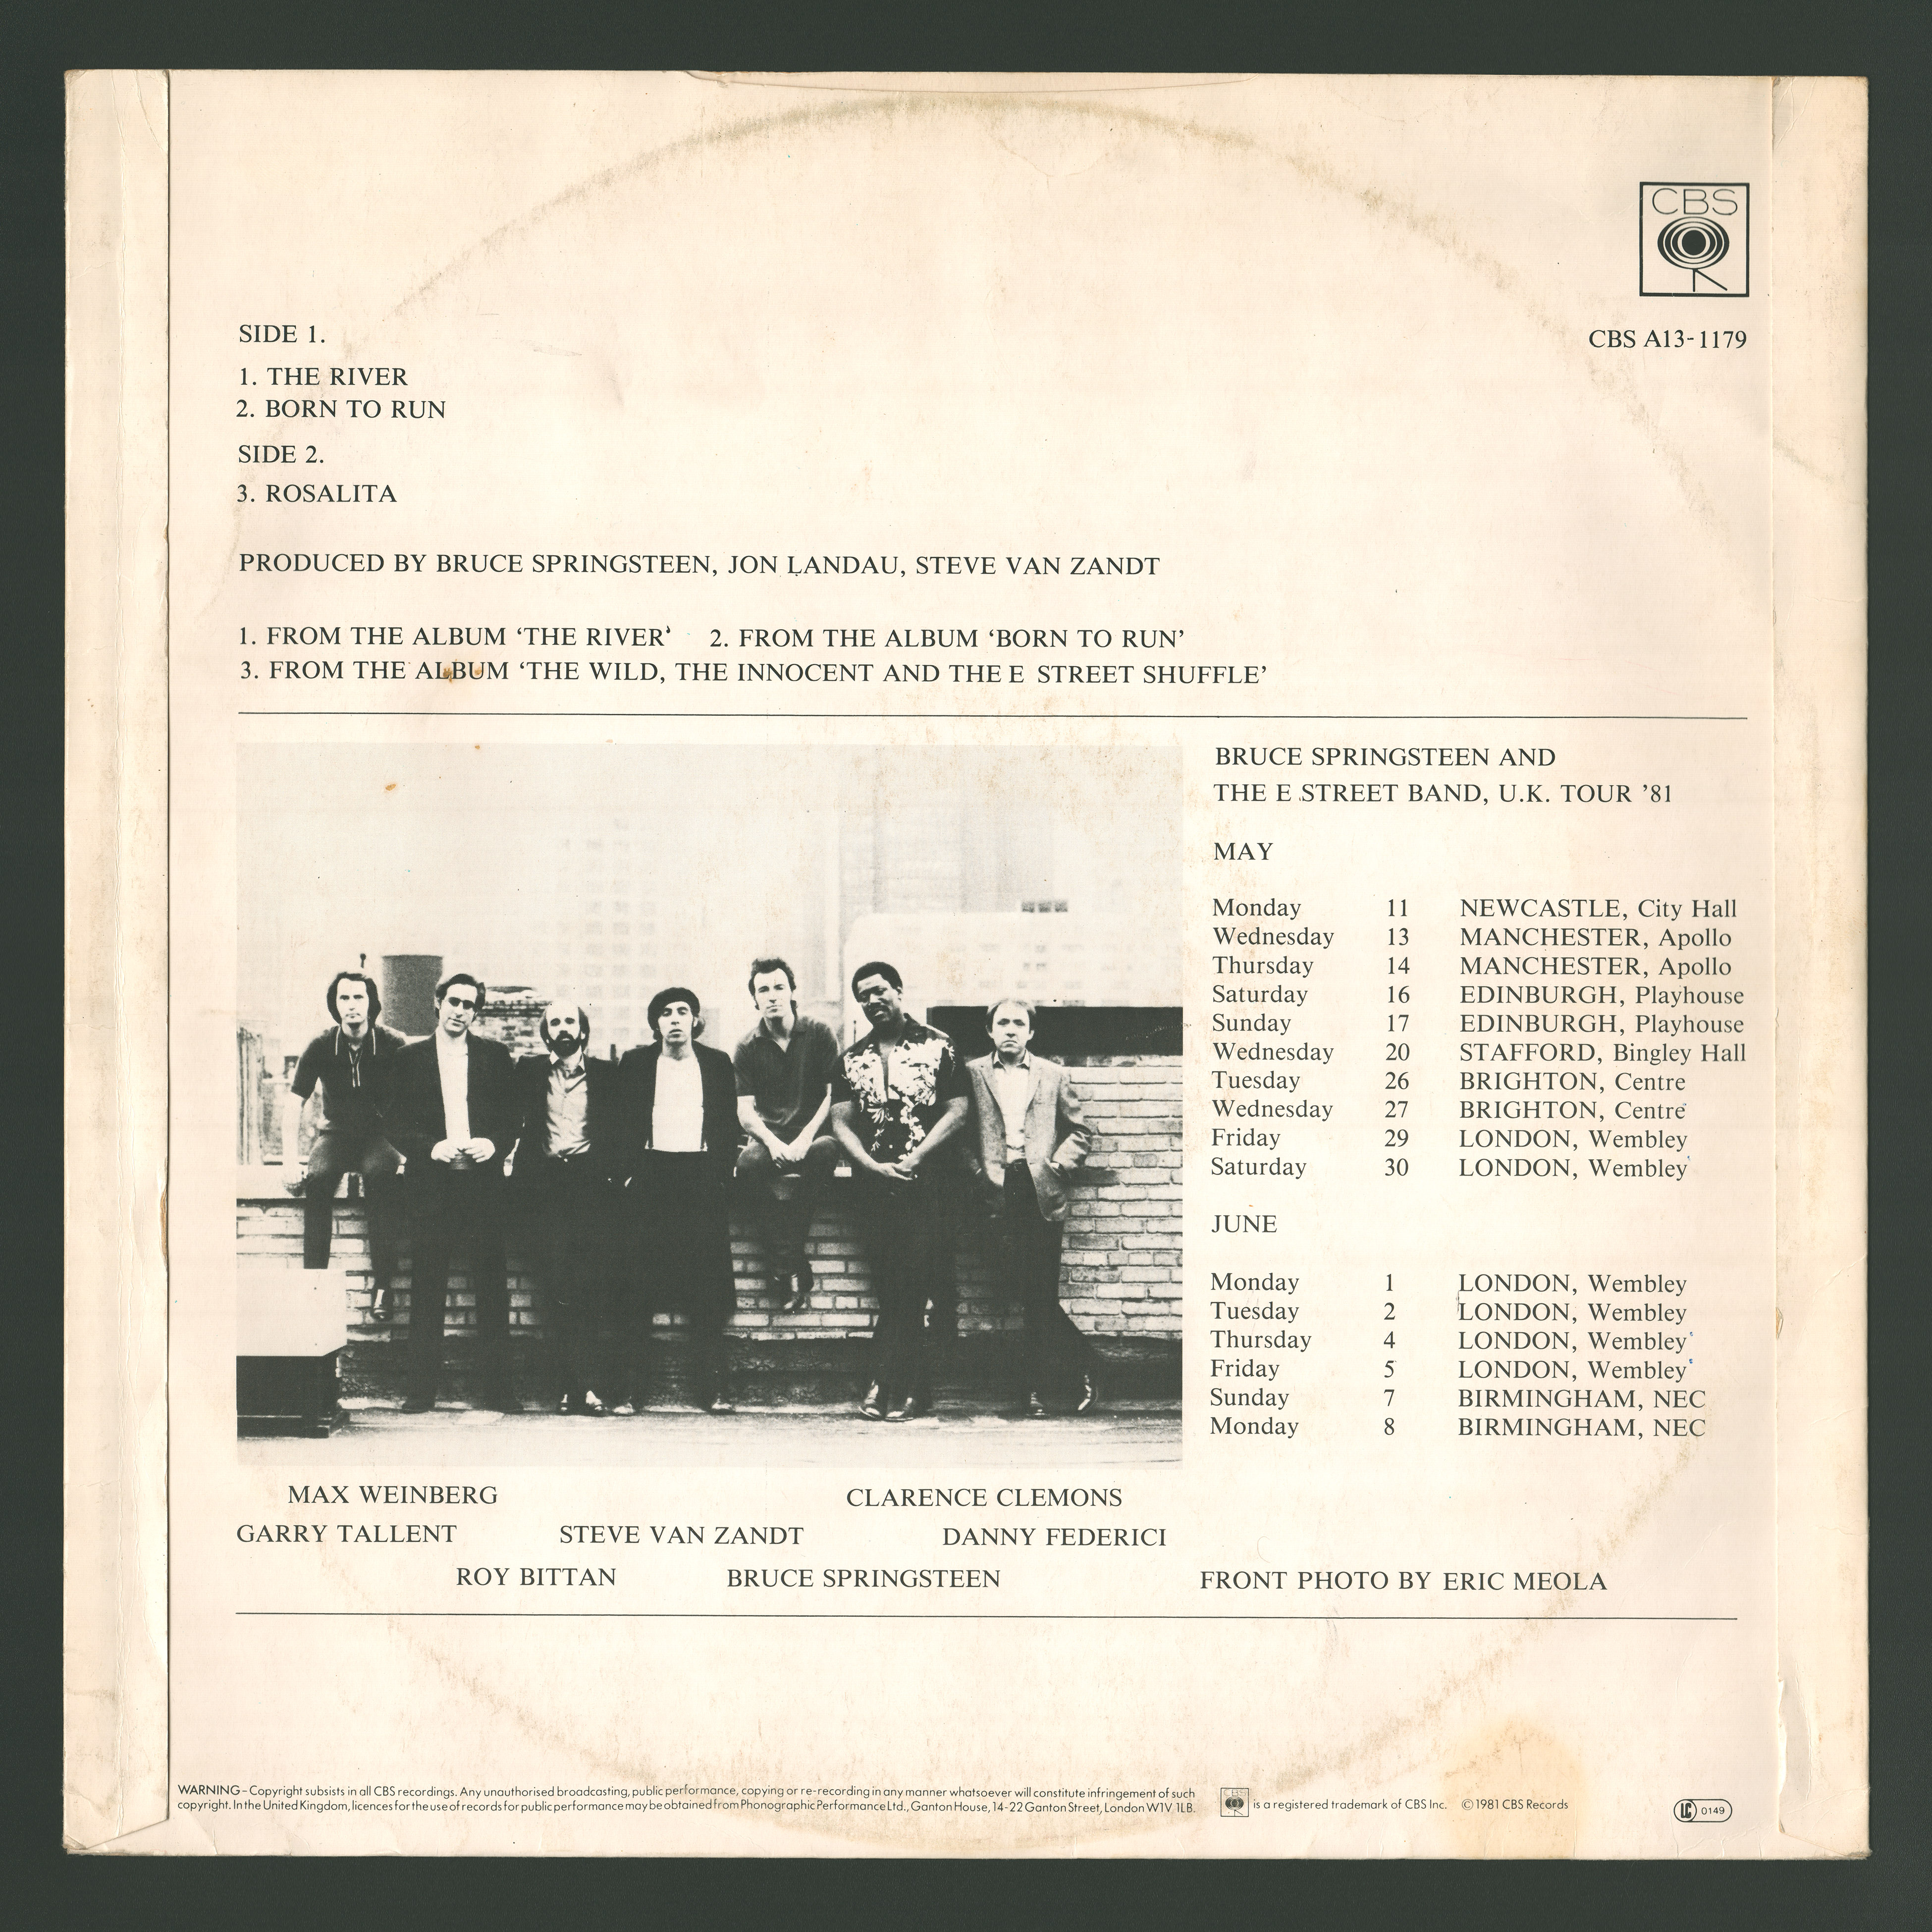 CBS
CBS A13-1179
SIDE 1.
1. THE RIVER
2. BORN TO RUN
SIDE 2.
3. ROSALITA
PRODUCED BY BRUCE SPRINGSTEEN, JON LANDAU, STEVE VAN ZANDT
1. FROM THE ALBUM ‘THE RIVER’ 2. FROM THE ALBUM ‘BORN TO RUN’
3. FROM THE ALBUM ‘THE WILD, THE INNOCENT AND THE E STREET SHUFFLE’
BRUCE SPRINGSTEEN AND
THE E STREET BAND, U.K. TOUR ’81
MAY
Monday 11 NEWCASTLE, City Hall
Wednesday 13 MANCHESTER, Apollo
Thursday 14 MANCHESTER, Apollo
Saturday 16 EDINBURGH, Playhouse
Sunday 17 EDINBURGH, Playhouse
Wednesday 20 STAFFORD, Bingley Hall
Tuesday 26 BRIGHTON, Centre
Wednesday 27 BRIGHTON, Centre
Friday 29 LONDON, Wembley
Saturday 30 LONDON, Wembley
JUNE
Monday 1 LONDON, Wembley
Tuesday 2 LONDON, Wembley
Thursday 4 LONDON, Wembley
Friday 5 LONDON, Wembley
Sunday 7 BIRMINGHAM, NEC
Monday 8 BIRMINGHAM, NEC
MAX WEINBERG CLARENCE CLEMONS
GARRY TALLENT STEVE VAN ZANDT DANNY FEDERICI
ROY BITTAN BRUCE SPRINGSTEEN FRONT PHOTO BY ERIC MEOLA
WARNING – Copyright subsists in all CBS recordings. Any unauthorised broadcasting, public performance, copying or re-recording in any manner whatsoever will constitute infringement of such
copyright. In the United Kingdom, licences for the use of records for public performance may be obtained from Phonographic Performance Ltd., Ganton House, 14-22 Ganton Street, London W1V 1LB.
CBS is a registered trademark of CBS Inc. © 1981 CBS Records
LC 0149